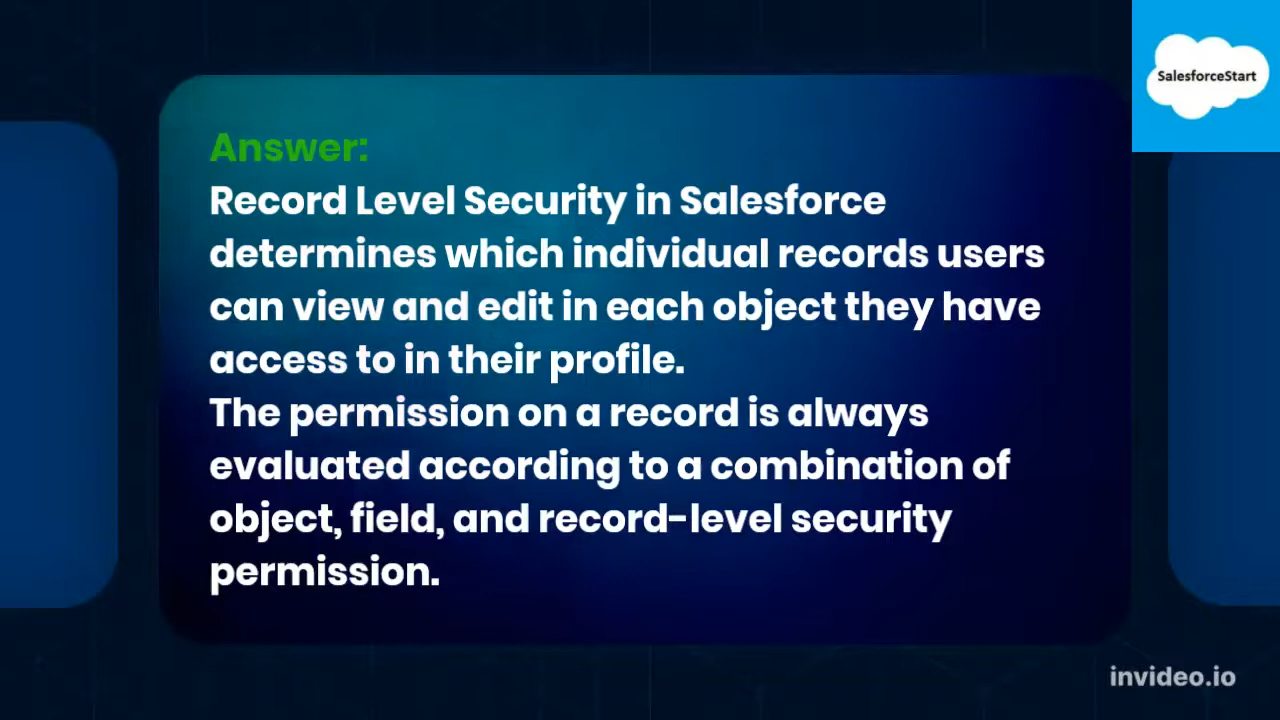 SalesforceStart
Answer:
Record Level Security in Salesforce
determines which individual records users
can view and edit in each object they have
access to in their profile.
The permission on a record is always
evaluated according to a combination of
object, field, and record-level security
permission.
invideo.io